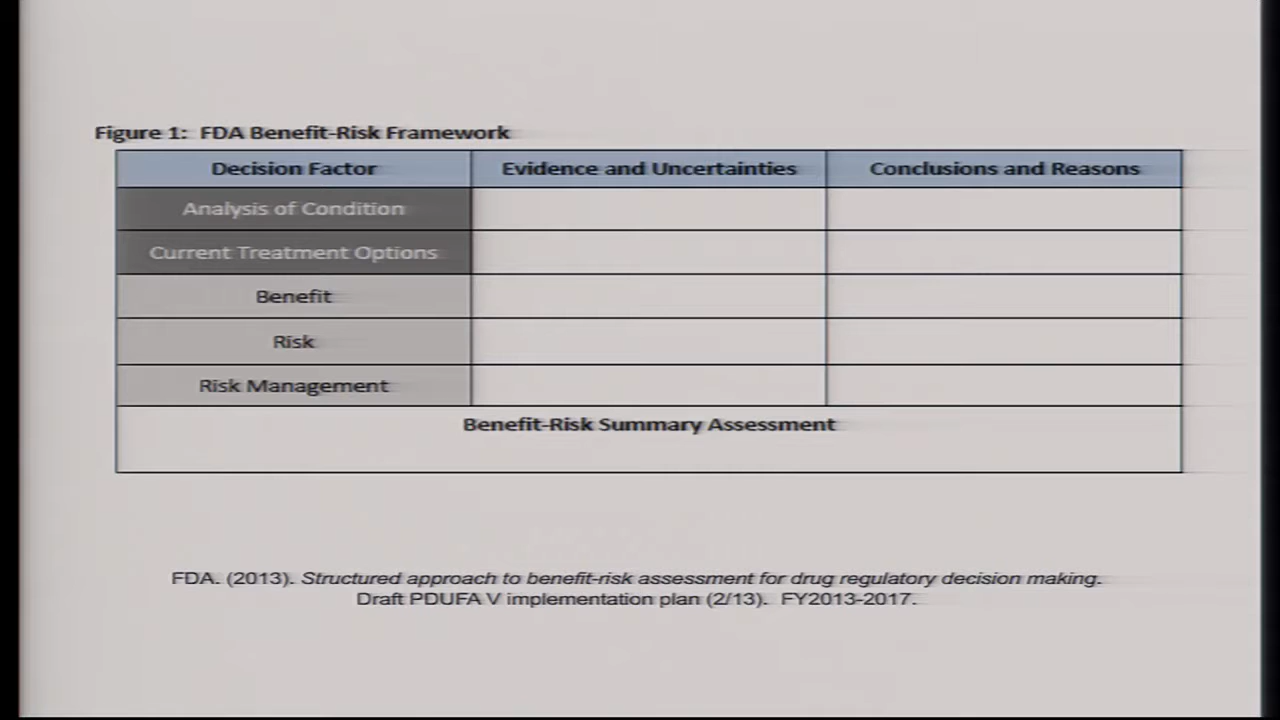 Figure 1:  FDA Benefit-Risk Framework
Decision Factor
Evidence and Uncertainties
Conclusions and Reasons
Analysis of Condition
Current Treatment Options
Benefit
Risk
Risk Management
Benefit-Risk Summary Assessment
FDA. (2013). Structured approach to benefit-risk assessment for drug regulatory decision making.
Draft PDUFA V implementation plan (2/13).  FY2013-2017.